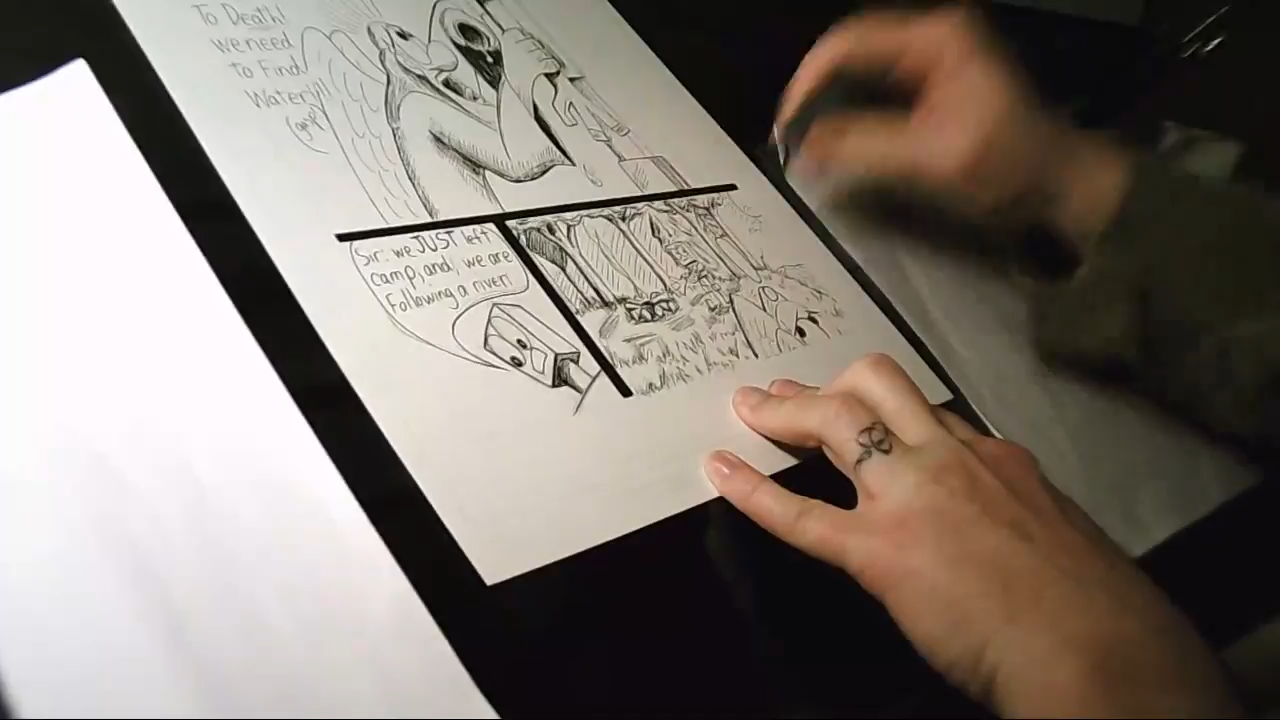 To Death!
we need
to Find
Water!!!
(gasp)
Sir: we JUST left
camp, and, we are
Following a river!